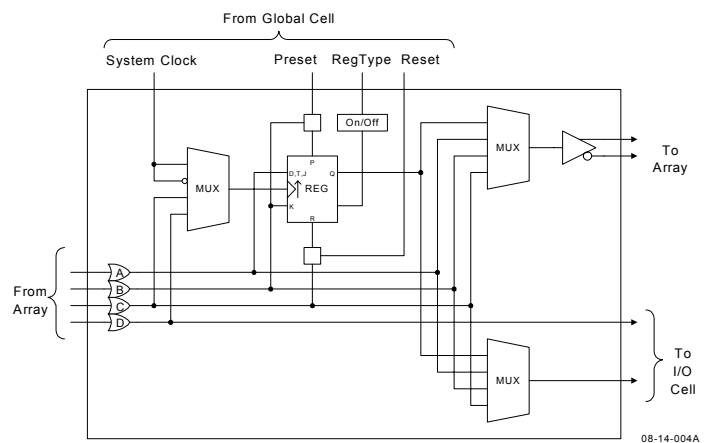 From Global Cell
System Clock Preset RegType Reset
On/Off
MUX
To
Array
P
D,T,J Q
MUX
REG
K
R
From
Array
A
B
C
D
To
I/O
Cell
MUX
08-14-004A